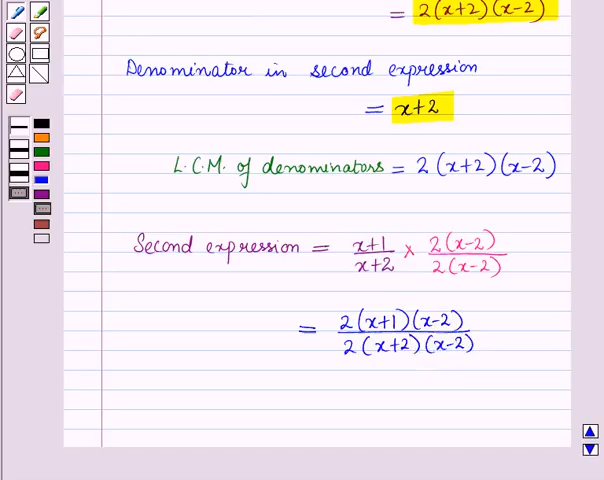 = 2(x+2)(x-2)
Denominator in second expression
= x+2
L.C.M. of denominators = 2(x+2)(x-2)
Second expression = x+1/x+2 × 2(x-2)/2(x-2)
= 2(x+1)(x-2)/2(x+2)(x-2)